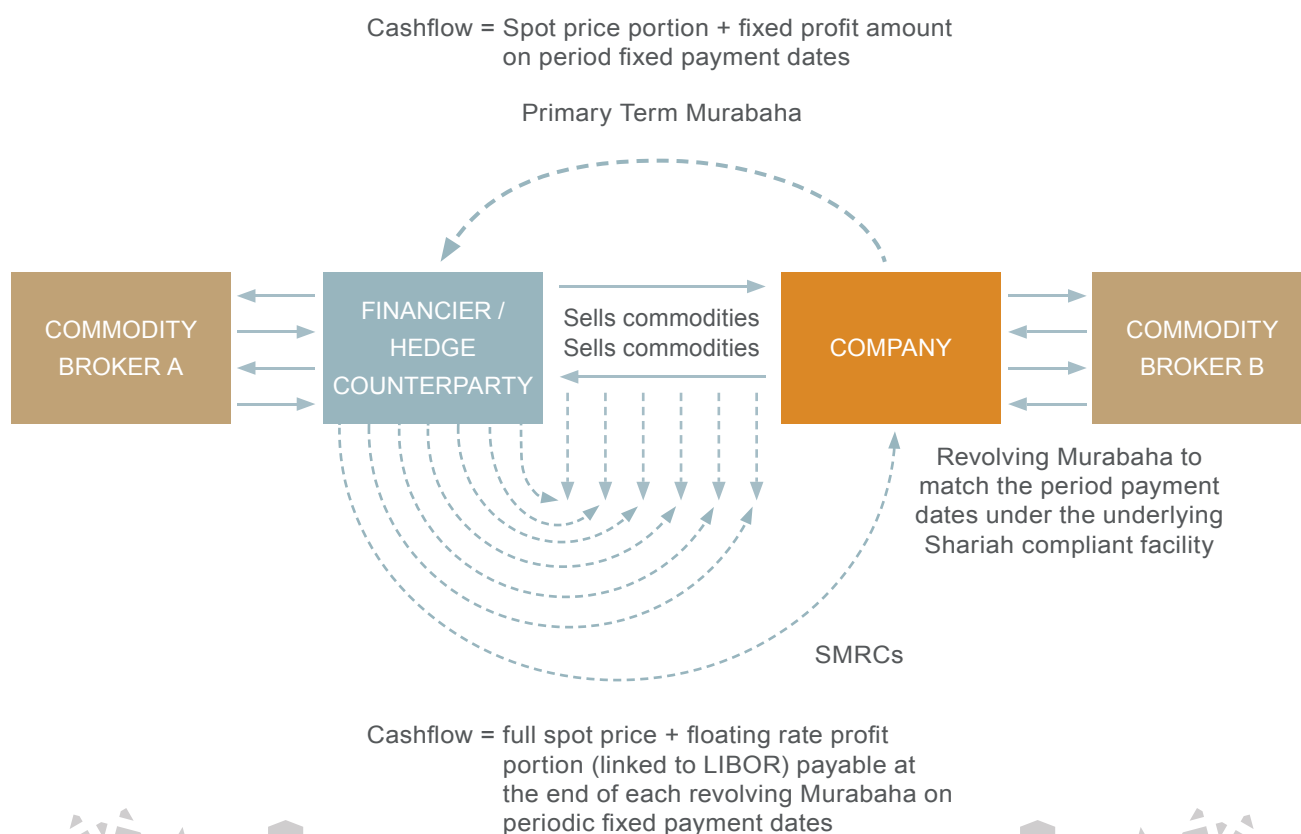 Cashflow = Spot price portion + fixed profit amount
on period fixed payment dates
Primary Term Murabaha
COMMODITY
BROKER A
FINANCIER /
HEDGE
COUNTERPARTY
Sells commodities
Sells commodities
COMPANY
COMMODITY
BROKER B
Revolving Murabaha to
match the period payment
dates under the underlying
Shariah compliant facility
SMRCs
Cashflow = full spot price + floating rate profit
portion (linked to LIBOR) payable at
the end of each revolving Murabaha on
periodic fixed payment dates